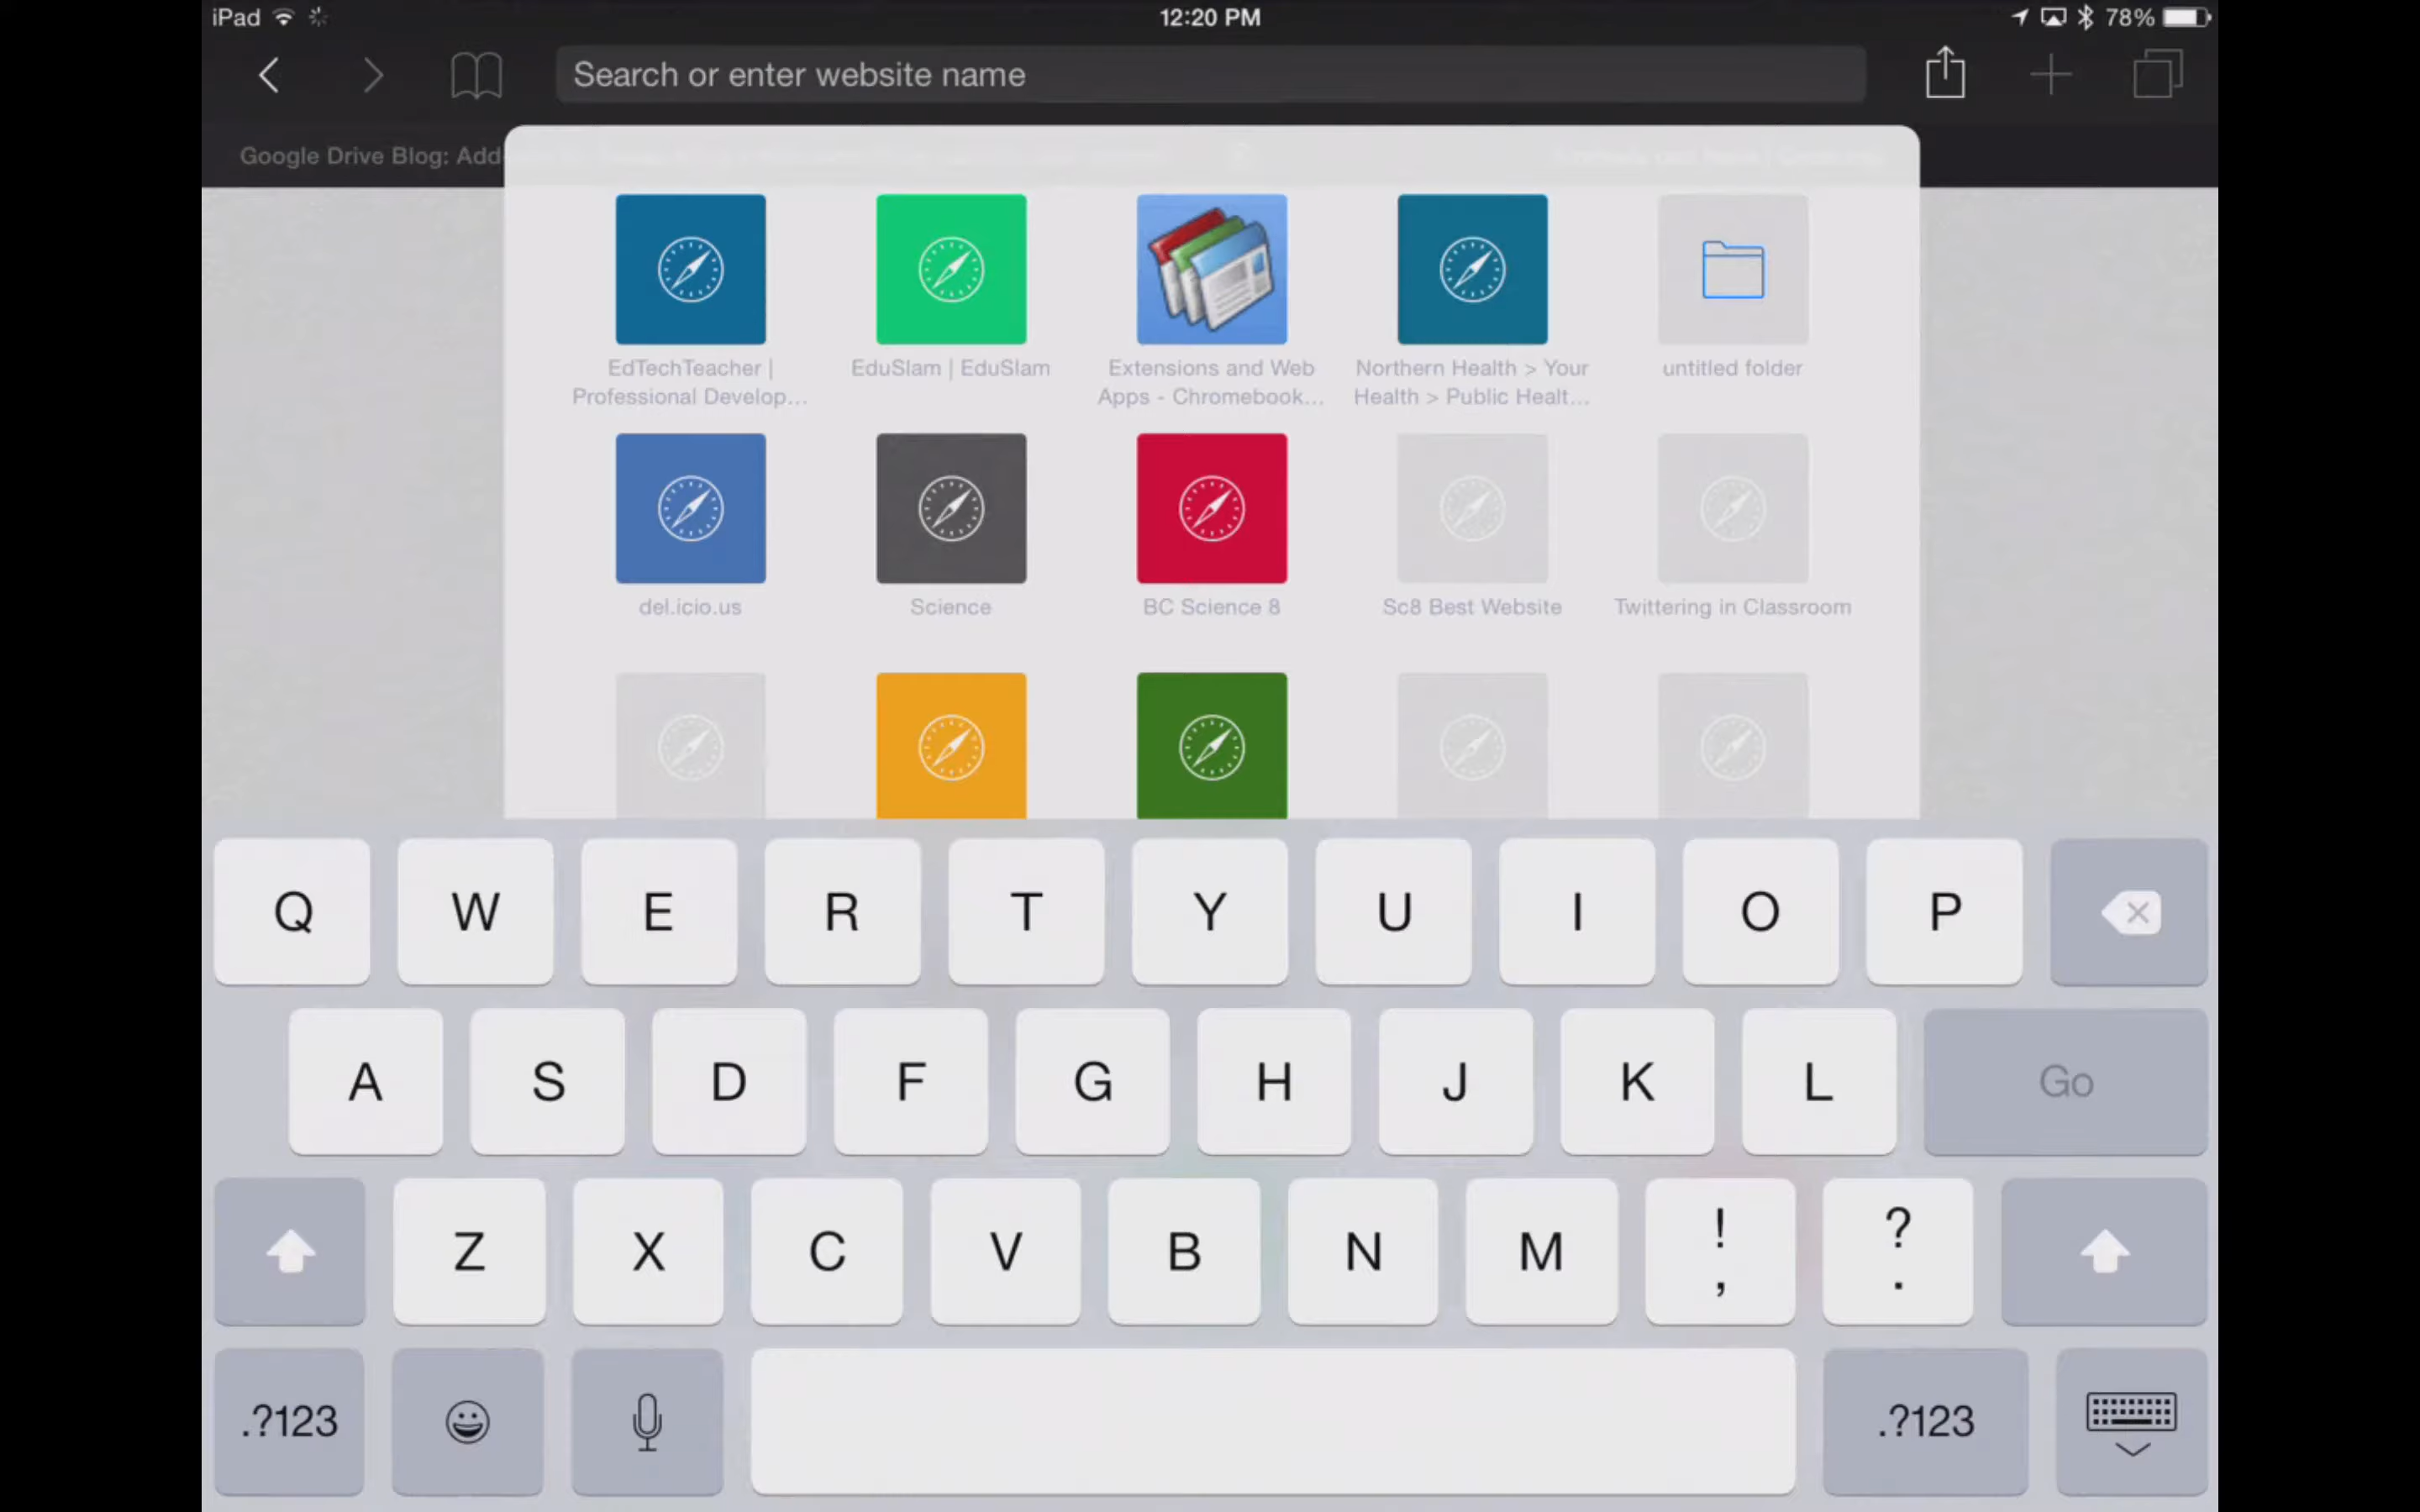 iPad 12:20 PM 78%
Search or enter website name
Google Drive Blog: Add
EdTechTeacher | Professional Develop...
EduSlam | EduSlam
Extensions and Web Apps - Chromebook...
Northern Health > Your Health > Public Healt...
untitled folder
del.icio.us
Science
BC Science 8
Sc8 Best Website
Twittering in Classroom
Q W E R T Y U I O P
A S D F G H J K L Go
Z X C V B N M ! , ? .
.?123 .?123